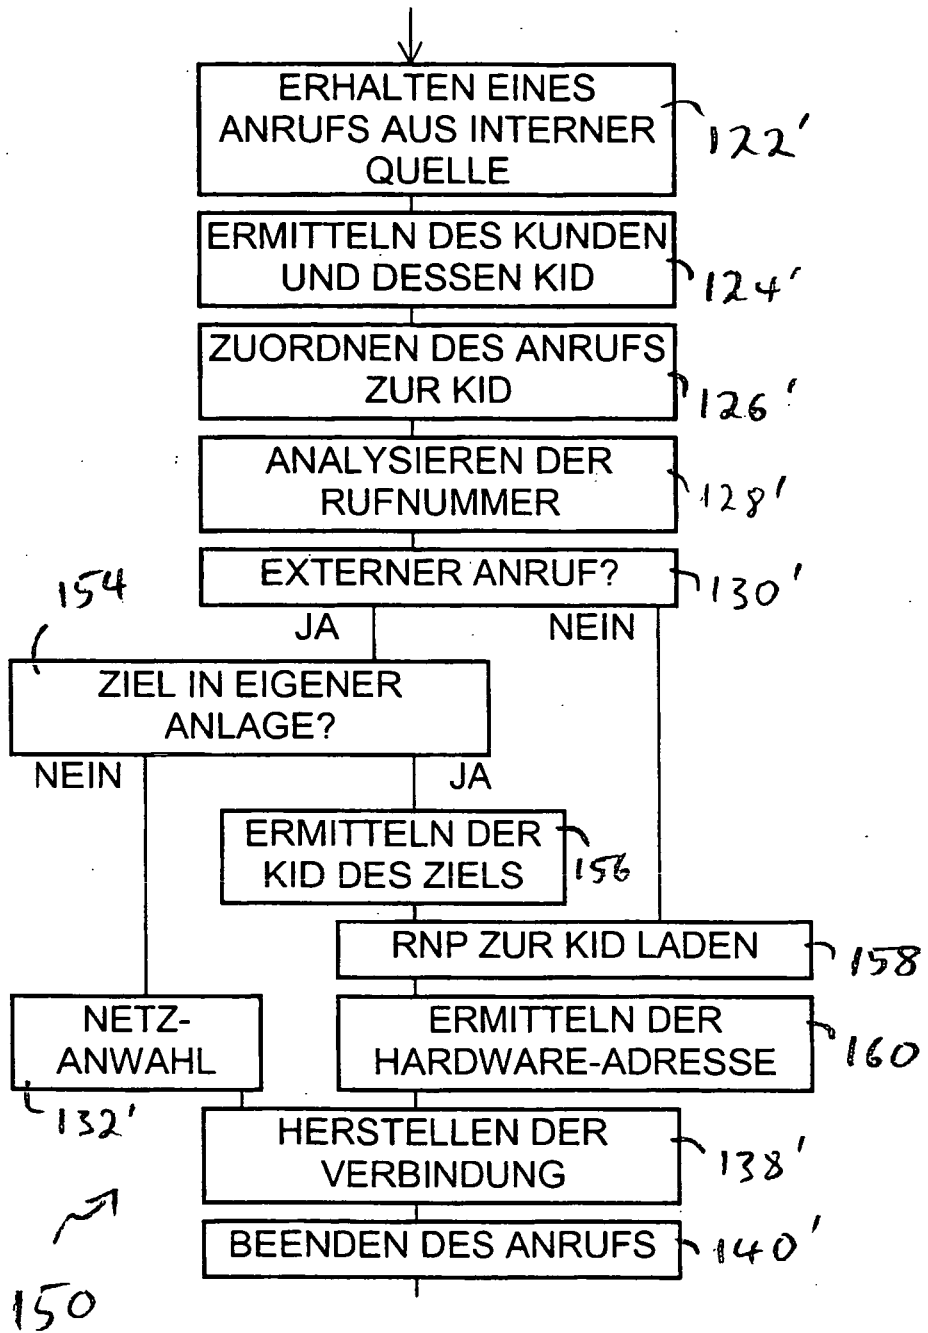 ERHALTEN EINES
ANRUFS AUS INTERNER
QUELLE
122'
ERMITTELN DES KUNDEN
UND DESSEN KID
124'
ZUORDNEN DES ANRUFS
ZUR KID
126'
ANALYSIEREN DER
RUFNUMMER
128'
EXTERNER ANRUF?
130'
154
JA NEIN
ZIEL IN EIGENER
ANLAGE?
NEIN JA
ERMITTELN DER
KID DES ZIELS
156
RNP ZUR KID LADEN
158
NETZ-
ANWAHL
132'
ERMITTELN DER
HARDWARE-ADRESSE
160
HERSTELLEN DER
VERBINDUNG
138'
BEENDEN DES ANRUFS
140'
150